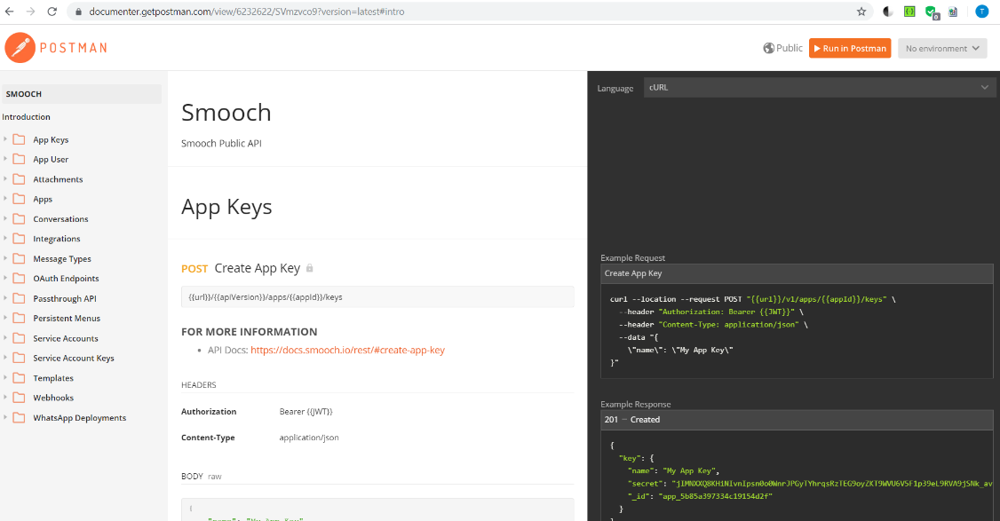 documenter.getpostman.com/view/6232622/SVmzvco9?version=latest#intro
T
POSTMAN
Public
Run in Postman
No environment
SMOOCH
Introduction
App Keys
App User
Attachments
Apps
Conversations
Integrations
Message Types
OAuth Endpoints
Passthrough API
Persistent Menus
Service Accounts
Service Account Keys
Templates
Webhooks
WhatsApp Deployments
Smooch
Smooch Public API
App Keys
POST Create App Key
{{url}}/{{apiVersion}}/apps/{{appId}}/keys
FOR MORE INFORMATION
• API Docs: https://docs.smooch.io/rest/#create-app-key
HEADERS
Authorization Bearer {{JWT}}
Content-Type application/json
BODY raw
{
"name": "My App Key"
Language cURL
Example Request
Create App Key
curl --location --request POST "{{url}}/v1/apps/{{appId}}/keys" \
--header "Authorization: Bearer {{JWT}}" \
--header "Content-Type: application/json" \
--data "{
\"name\": \"My App Key\"
}"
Example Response
201 – Created
{
"key": {
"name": "My App Key",
"secret":
"_id": "app_5b85a397334c19154d2f"
}